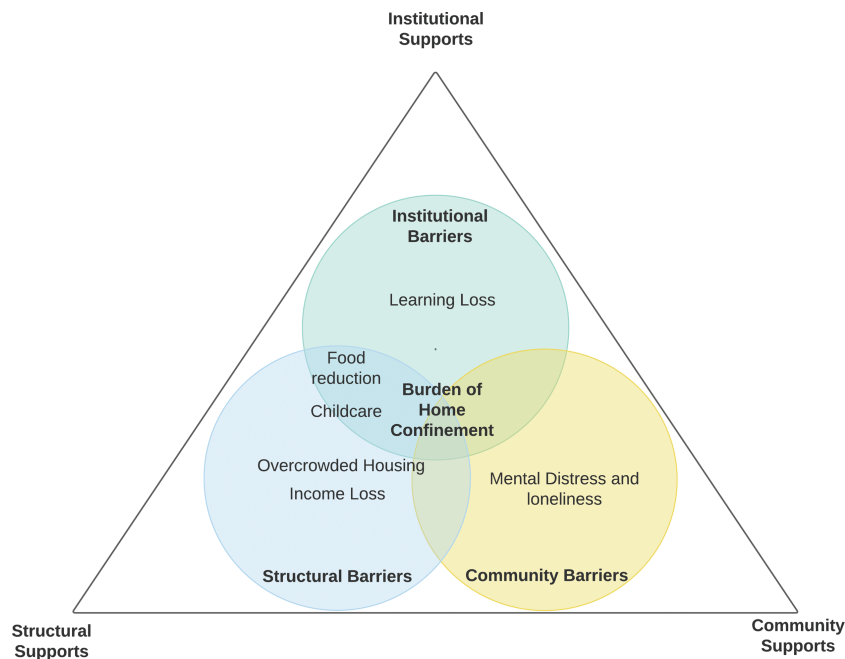 Institutional
Supports
Institutional
Barriers
Learning Loss
.
Food
reduction
Childcare
Burden of
Home
Confinement
Overcrowded Housing
Income Loss
Mental Distress and
loneliness
Structural Barriers
Community Barriers
Structural
Supports
Community
Supports